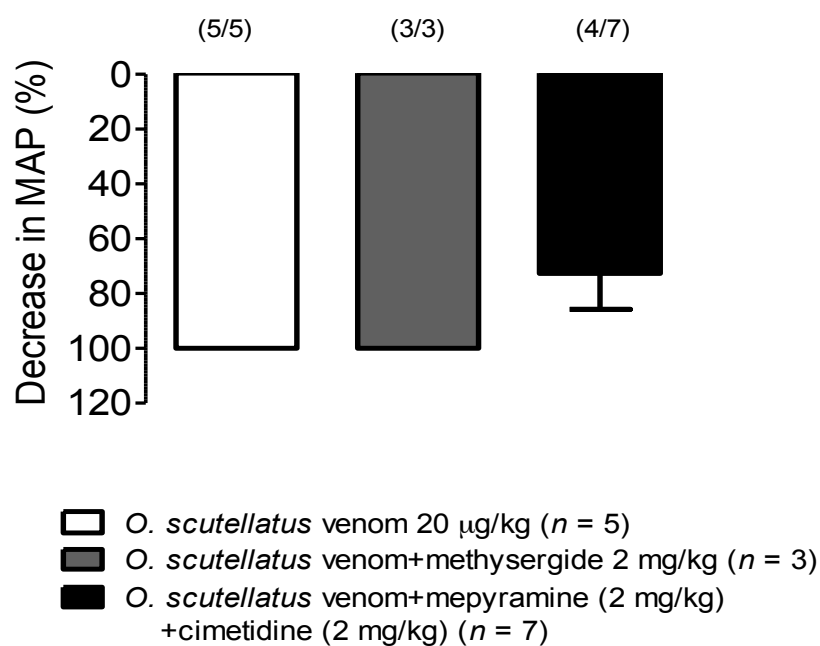 (5/5) (3/3) (4/7)
Decrease in MAP (%)
0
20
40
60
80
100
120
O. scutellatus venom 20 μg/kg (n = 5)
O. scutellatus venom+methysergide 2 mg/kg (n = 3)
O. scutellatus venom+mepyramine (2 mg/kg)
+cimetidine (2 mg/kg) (n = 7)